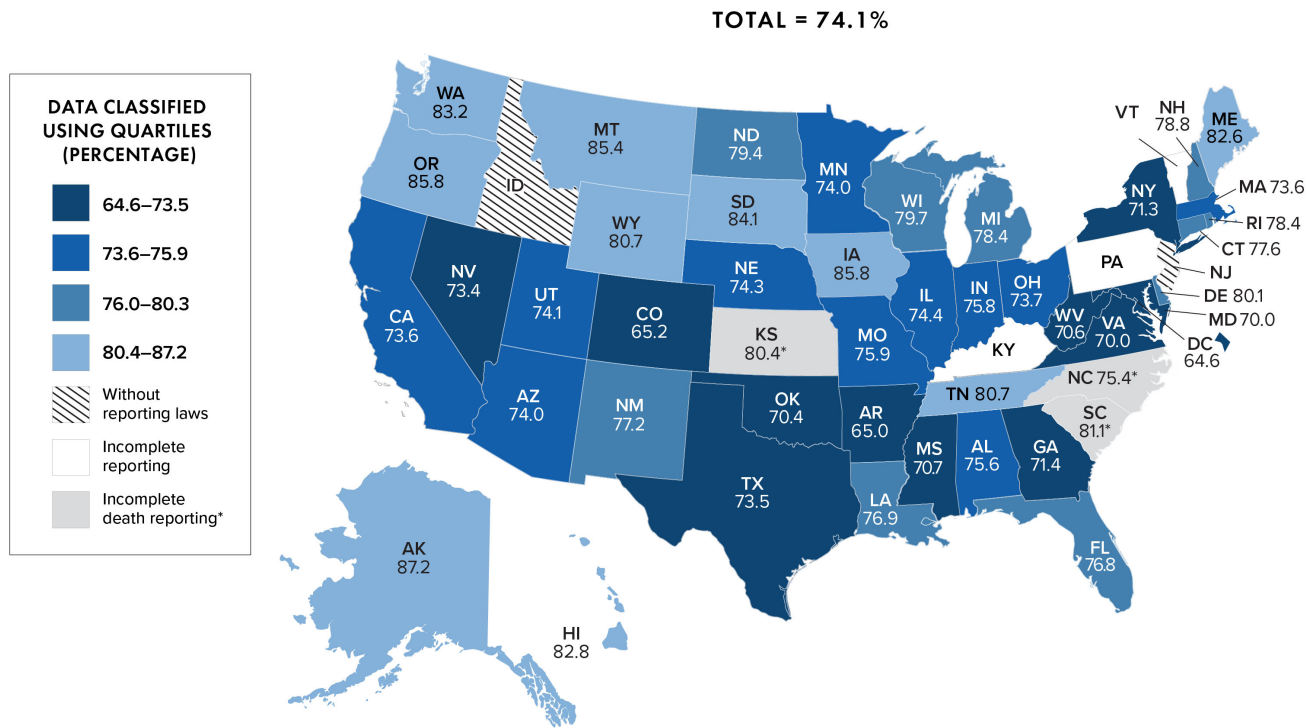 TOTAL = 74.1%
DATA CLASSIFIED
USING QUARTILES
(PERCENTAGE)
64.6–73.5
73.6–75.9
76.0–80.3
80.4–87.2
Without
reporting laws
Incomplete
reporting
Incomplete
death reporting*
WA
83.2
OR
85.8
ID
MT
85.4
WY
80.7
ND
79.4
SD
84.1
MN
74.0
WI
79.7
MI
78.4
IA
85.8
NE
74.3
NV
73.4
UT
74.1
CO
65.2
CA
73.6
AZ
74.0
NM
77.2
KS
80.4*
MO
75.9
IL
74.4
IN
75.8
OH
73.7
KY
WV
70.6
VA
70.0
PA
NY
71.3
VT
NH
78.8
ME
82.6
MA 73.6
RI 78.4
CT 77.6
NJ
DE 80.1
MD 70.0
DC
64.6
TN 80.7
NC 75.4*
SC
81.1*
OK
70.4
AR
65.0
MS
70.7
AL
75.6
GA
71.4
TX
73.5
LA
76.9
FL
76.8
AK
87.2
HI
82.8